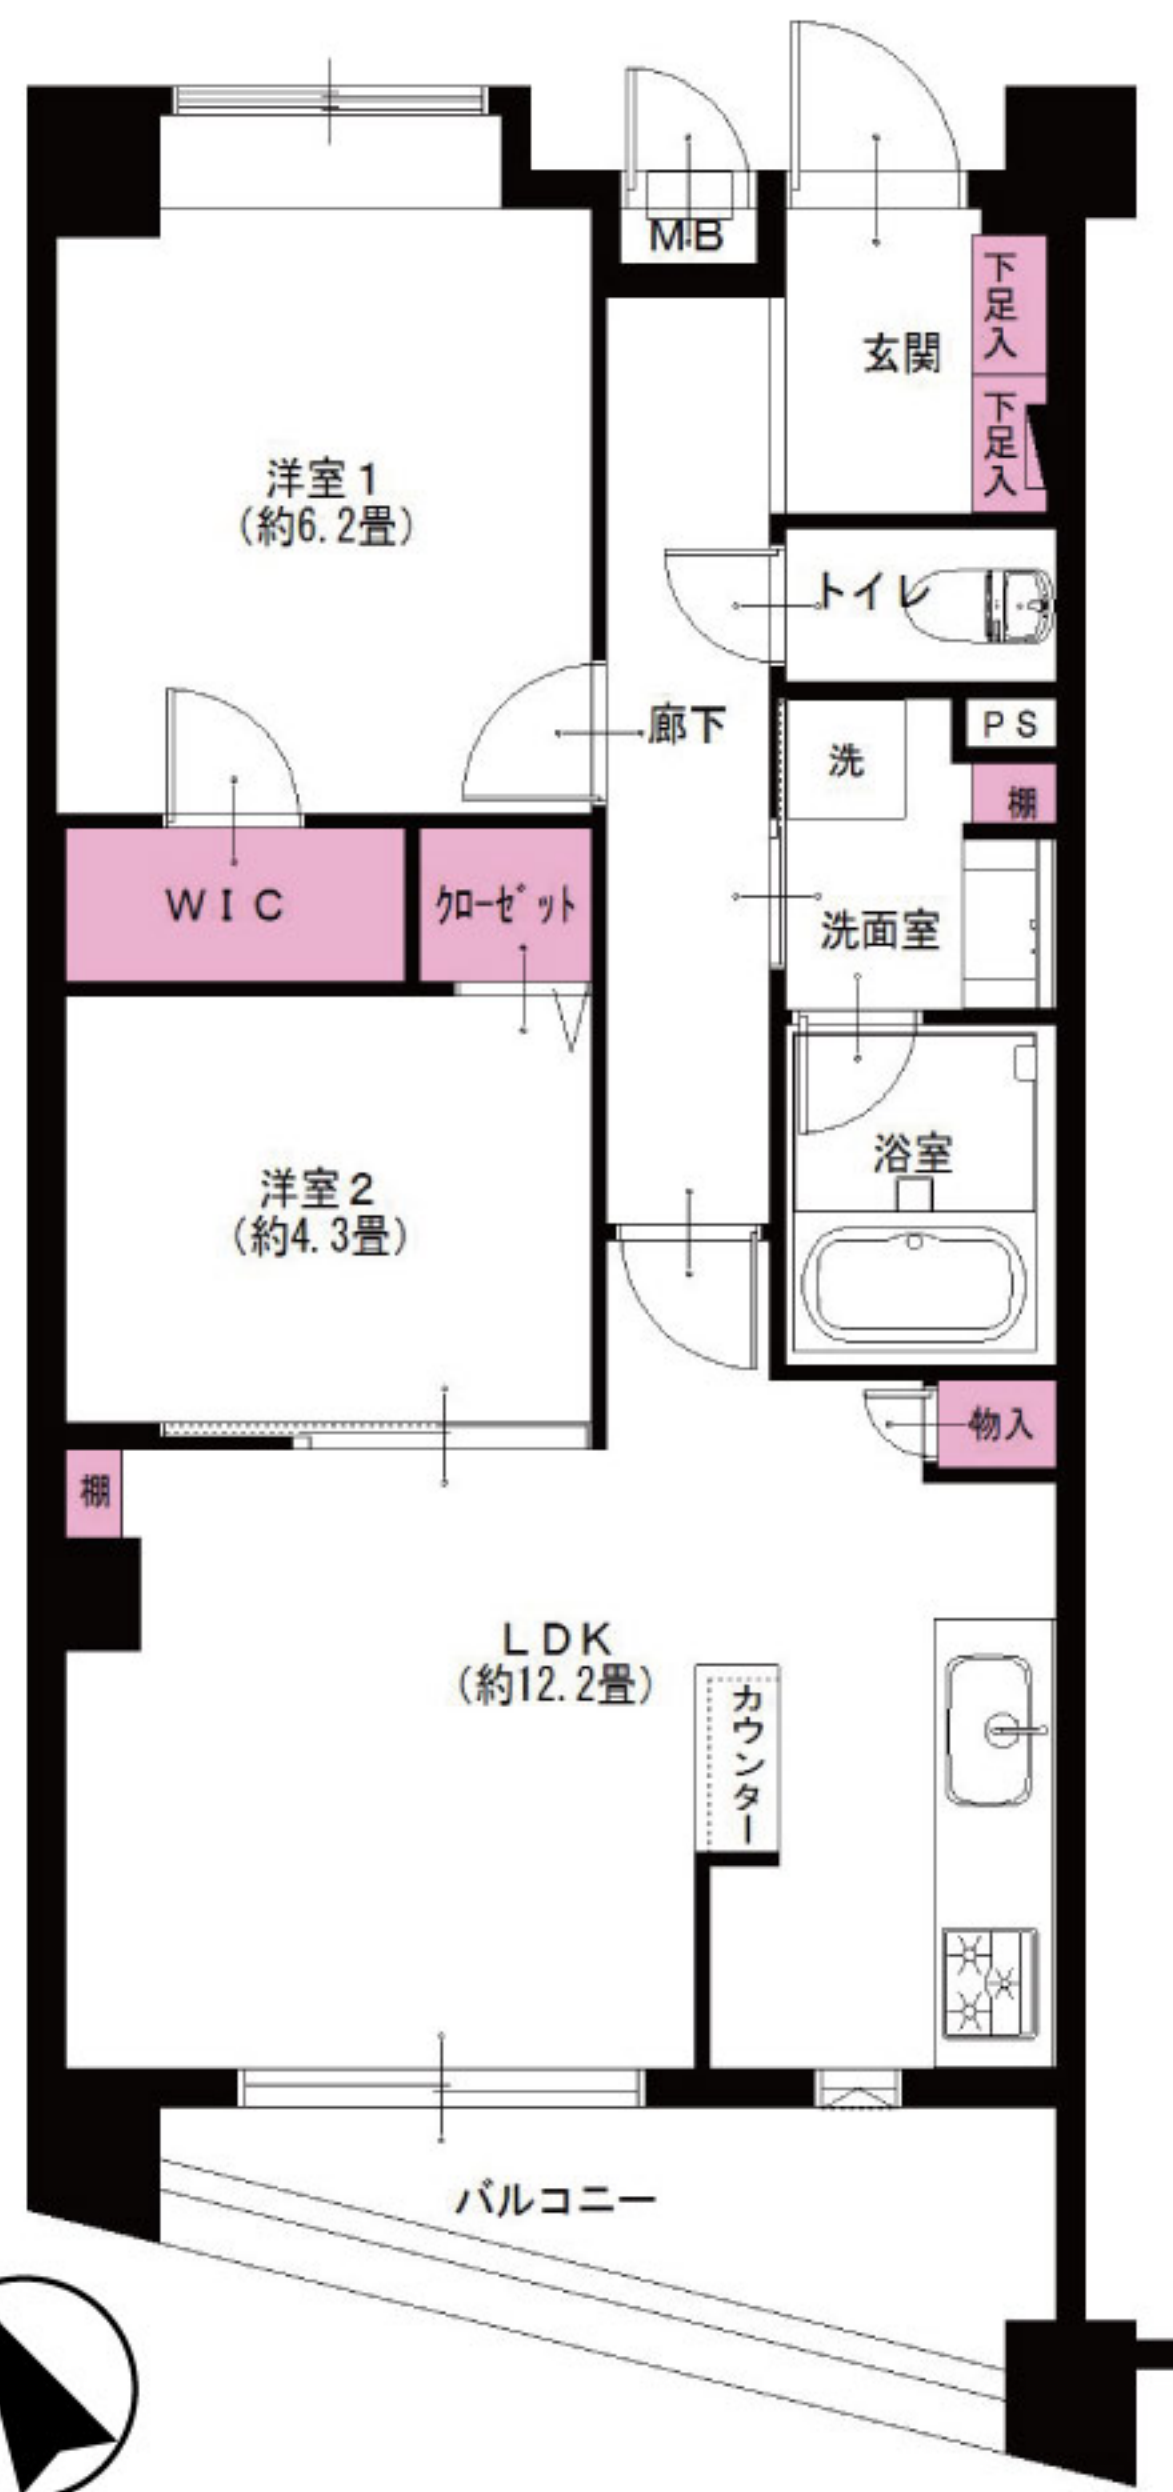 MB
下足入
玄関
下足入
洋室1
(約6.2畳)
トイレ
廊下
PS
洗
棚
WIC
クローゼット
洗面室
浴室
洋室2
(約4.3畳)
物入
棚
LDK
(約12.2畳)
カウンター
バルコニー